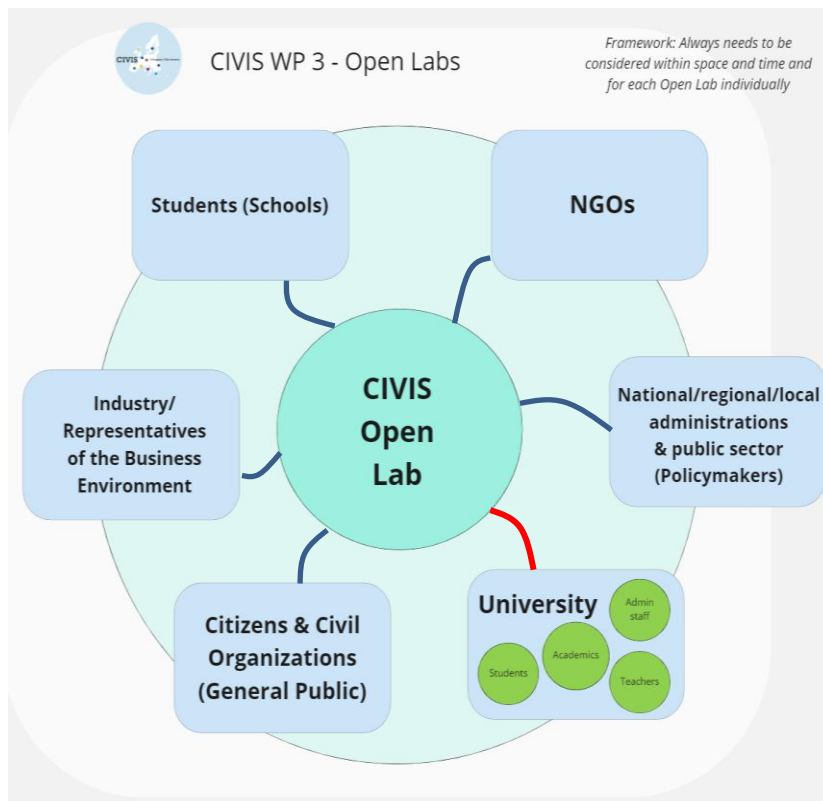 CIVIS
CIVIS WP 3 - Open Labs
Framework: Always needs to be
considered within space and time and
for each Open Lab individually
Students (Schools)
NGOs
Industry/
Representatives
of the Business
Environment
CIVIS
Open
Lab
National/regional/local
administrations
& public sector
(Policymakers)
Citizens & Civil
Organizations
(General Public)
University
Admin
staff
Academics
Students
Teachers